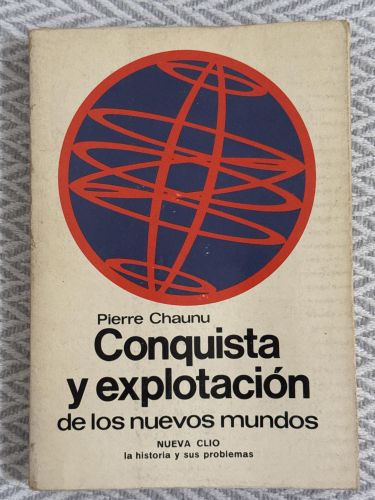 Pierre Chaunu
Conquista
y explotación
de los nuevos mundos
NUEVA CLIO
la historia y sus problemas